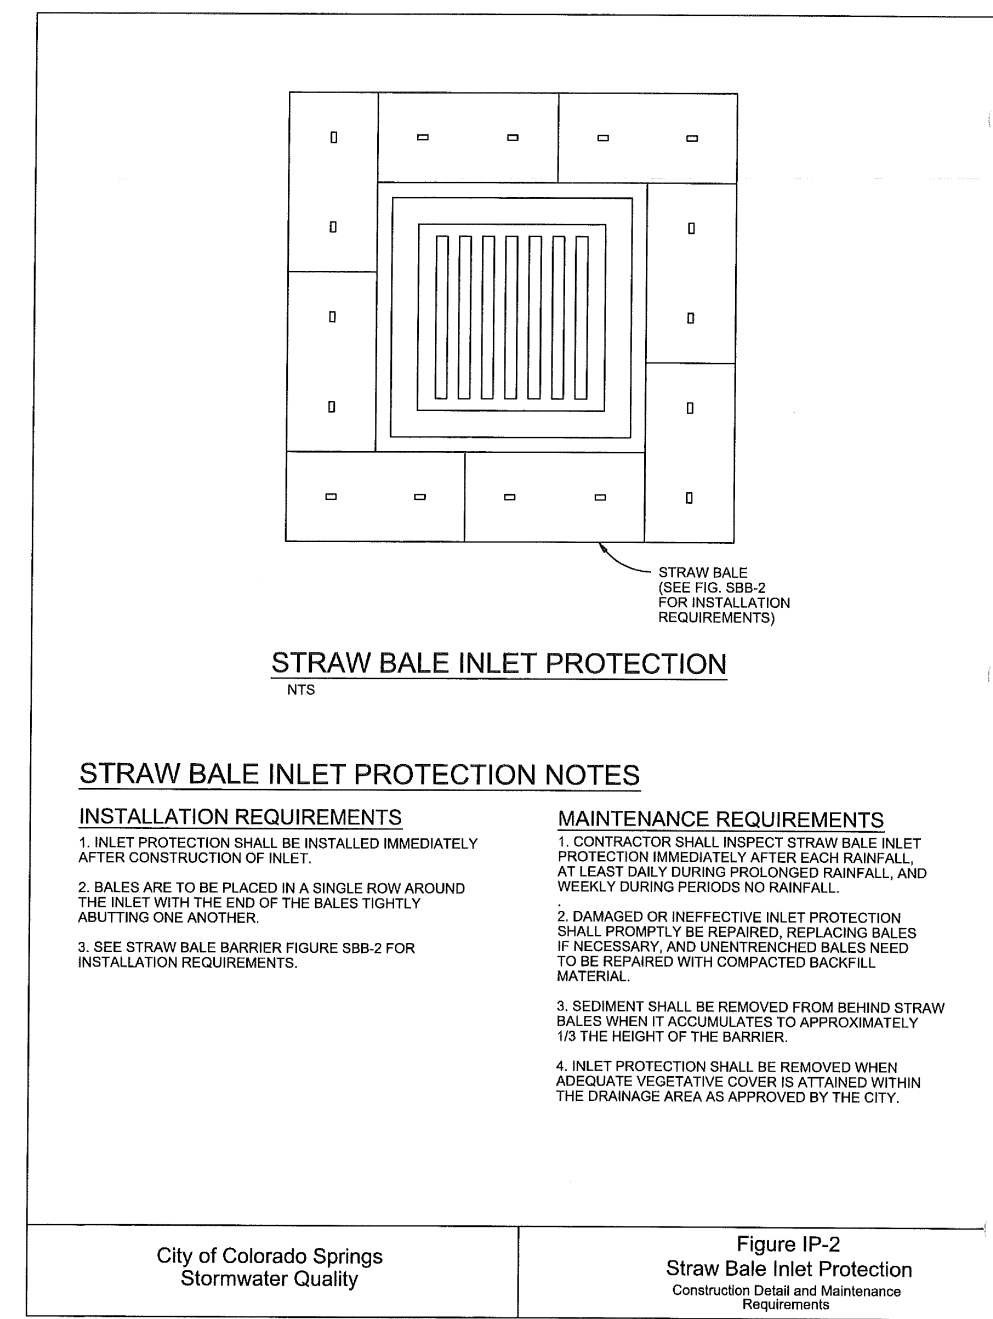 STRAW BALE
(SEE FIG. SBB-2
FOR INSTALLATION
REQUIREMENTS)
STRAW BALE INLET PROTECTION
NTS
STRAW BALE INLET PROTECTION NOTES
INSTALLATION REQUIREMENTS
1. INLET PROTECTION SHALL BE INSTALLED IMMEDIATELY
AFTER CONSTRUCTION OF INLET.
2. BALES ARE TO BE PLACED IN A SINGLE ROW AROUND
THE INLET WITH THE END OF THE BALES TIGHTLY
ABUTTING ONE ANOTHER.
3. SEE STRAW BALE BARRIER FIGURE SBB-2 FOR
INSTALLATION REQUIREMENTS.
MAINTENANCE REQUIREMENTS
1. CONTRACTOR SHALL INSPECT STRAW BALE INLET
PROTECTION IMMEDIATELY AFTER EACH RAINFALL,
AT LEAST DAILY DURING PROLONGED RAINFALL, AND
WEEKLY DURING PERIODS NO RAINFALL.
.
2. DAMAGED OR INEFFECTIVE INLET PROTECTION
SHALL PROMPTLY BE REPAIRED, REPLACING BALES
IF NECESSARY, AND UNENTRENCHED BALES NEED
TO BE REPAIRED WITH COMPACTED BACKFILL
MATERIAL.
3. SEDIMENT SHALL BE REMOVED FROM BEHIND STRAW
BALES WHEN IT ACCUMULATES TO APPROXIMATELY
1/3 THE HEIGHT OF THE BARRIER.
4. INLET PROTECTION SHALL BE REMOVED WHEN
ADEQUATE VEGETATIVE COVER IS ATTAINED WITHIN
THE DRAINAGE AREA AS APPROVED BY THE CITY.
City of Colorado Springs
Stormwater Quality
Figure IP-2
Straw Bale Inlet Protection
Construction Detail and Maintenance
Requirements